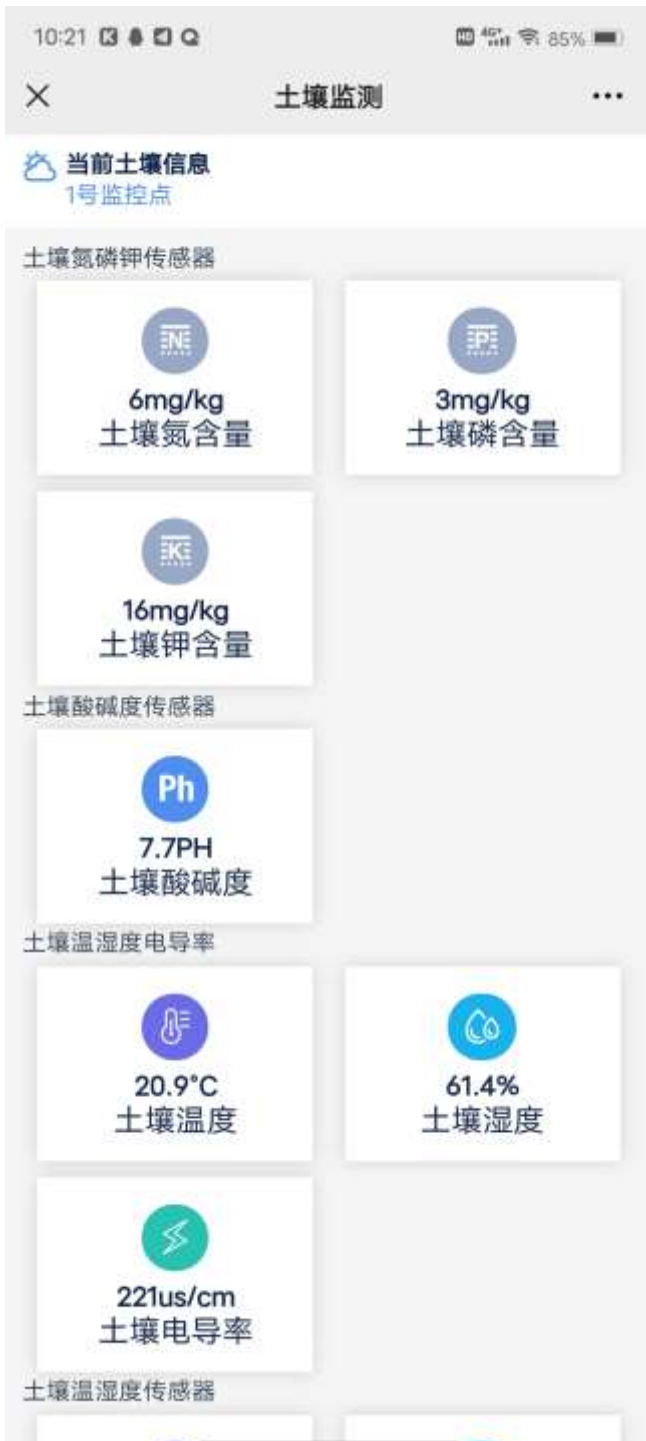 10:21
HD 4G 85%
土壤监测
当前土壤信息
1号监控点
土壤氮磷钾传感器
N
P
6mg/kg
3mg/kg
土壤氮含量
土壤磷含量
K
16mg/kg
土壤钾含量
土壤酸碱度传感器
Ph
7.7PH
土壤酸碱度
土壤温湿度电导率
20.9°C
61.4%
土壤温度
土壤湿度
221us/cm
土壤电导率
土壤温湿度传感器